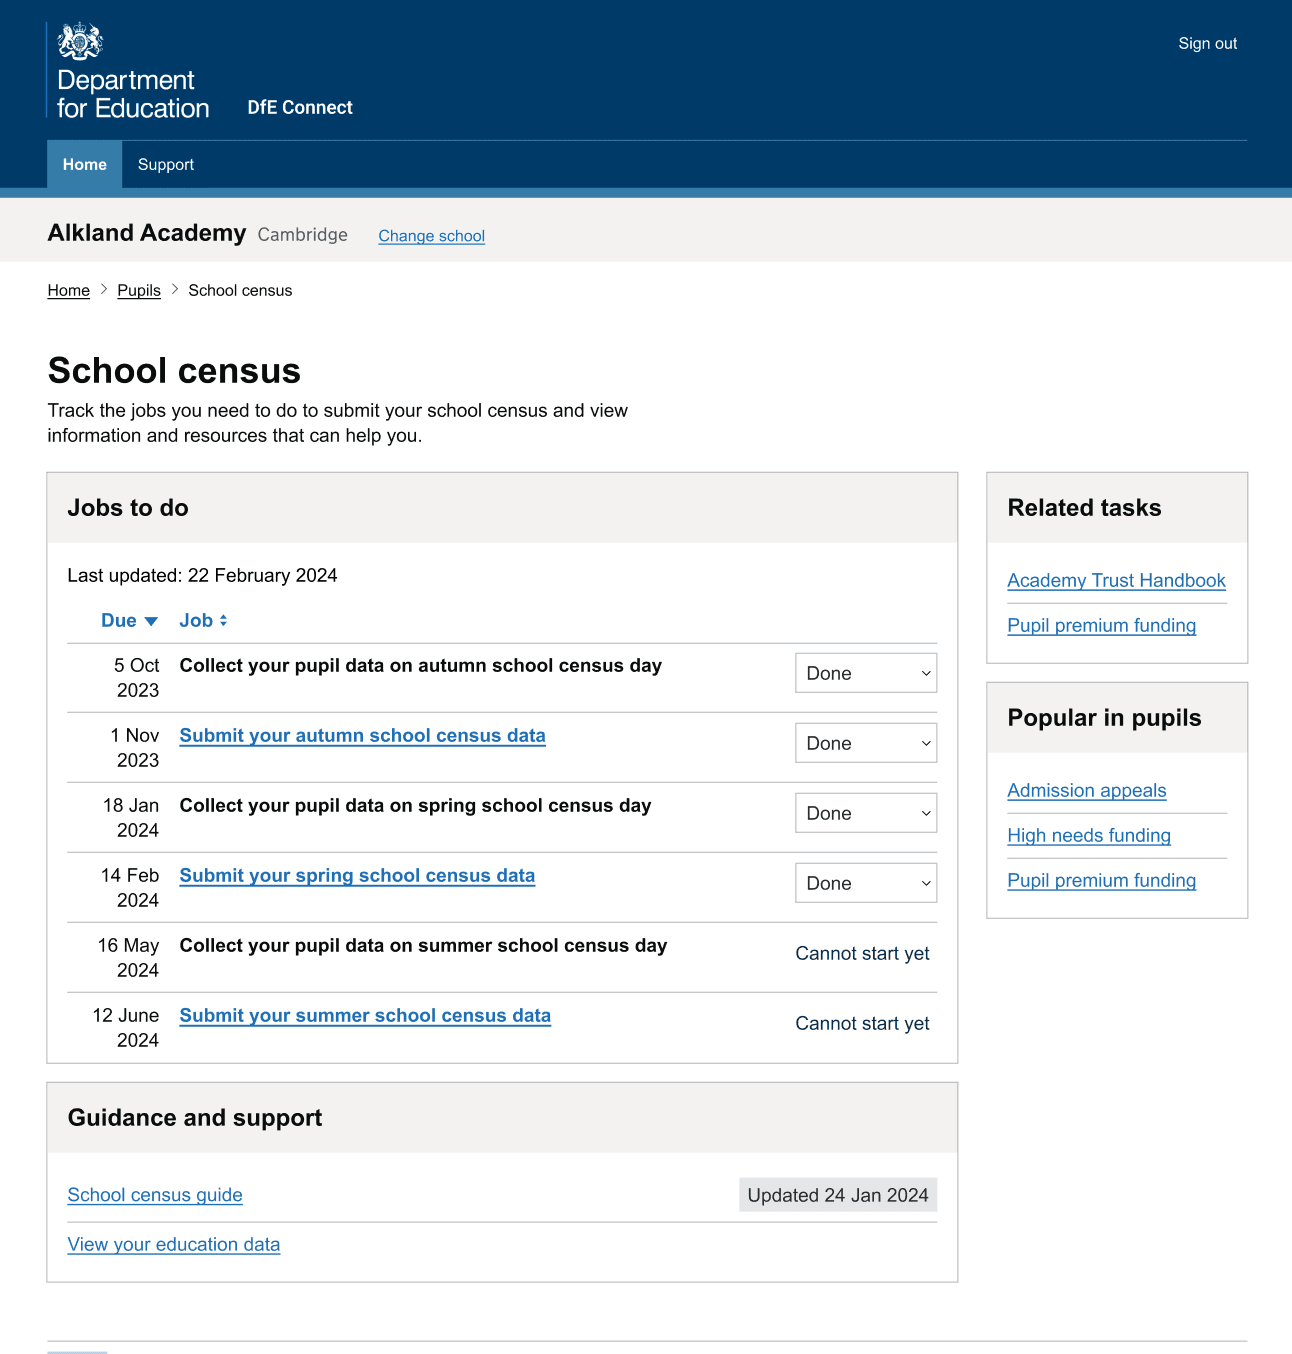 Sign out
Department
for Education
DfE Connect
Home
Support
Alkland Academy Cambridge Change school
Home Pupils School census
School census
Track the jobs you need to do to submit your school census and view
information and resources that can help you.
Jobs to do
Last updated: 22 February 2024
Due Job
5 Oct
2023
Collect your pupil data on autumn school census day
Done
1 Nov
2023
Submit your autumn school census data
Done
18 Jan
2024
Collect your pupil data on spring school census day
Done
14 Feb
2024
Submit your spring school census data
Done
16 May
2024
Collect your pupil data on summer school census day
Cannot start yet
12 June
2024
Submit your summer school census data
Cannot start yet
Guidance and support
School census guide
Updated 24 Jan 2024
View your education data
Related tasks
Academy Trust Handbook
Pupil premium funding
Popular in pupils
Admission appeals
High needs funding
Pupil premium funding